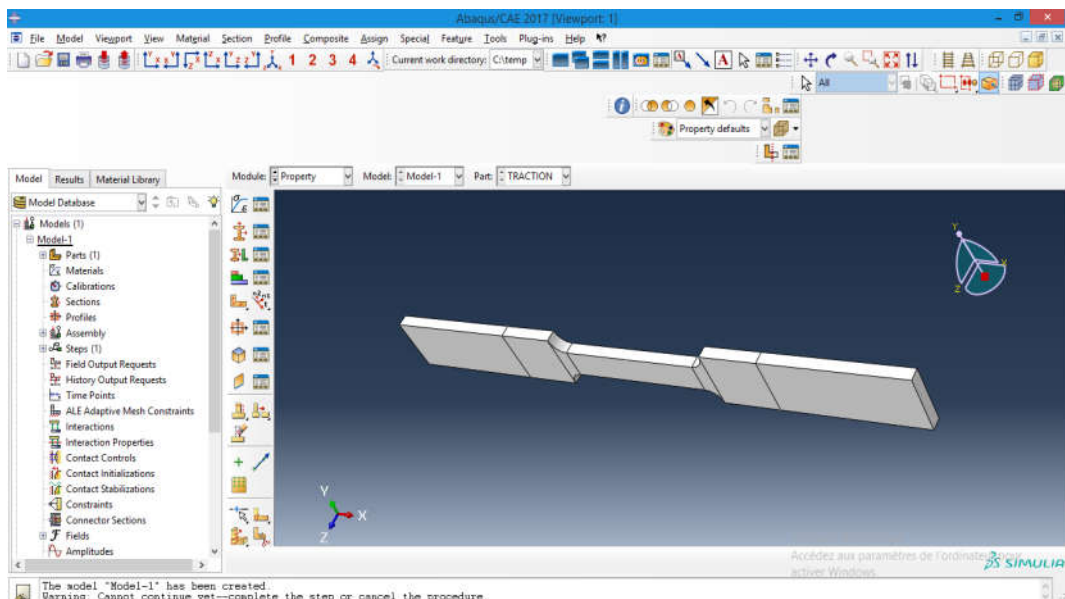 Abaqus/CAE 2017 [Viewport: 1]
File Model Viewport View Material Section Profile Composite Assign Special Feature Tools Plug-ins Help
1 2 3 4 Current work directory: C:\temp
All
Property defaults
Model Results Material Library
Module: Property Model: Model-1 Part: TRACTION
Model Database
Models (1)
Model-1
Parts (1)
Materials
Calibrations
Sections
Profiles
Assembly
Steps (1)
Field Output Requests
History Output Requests
Time Points
ALE Adaptive Mesh Constraints
Interactions
Interaction Properties
Contact Controls
Contact Initializations
Contact Stabilizations
Constraints
Connector Sections
Fields
Amplitudes
Y
X
Z
Y
X
Z
Accédez aux paramètres de l'ordinateur pour
activer Windows.
SIMULIA
The model "Model-1" has been created.
Warning: Cannot continue yet--complete the step or cancel the procedure.